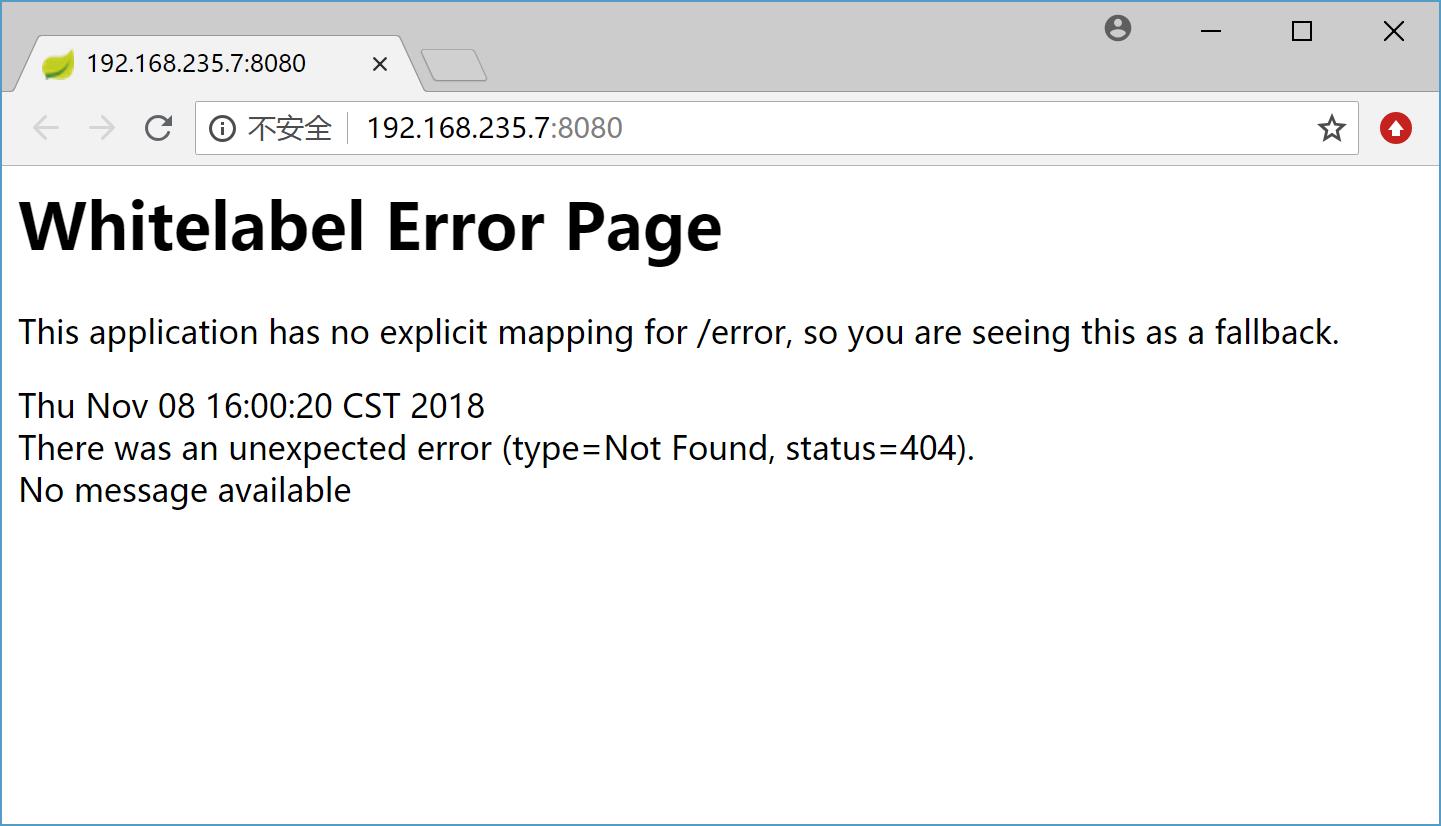 192.168.235.7:8080
不安全 192.168.235.7:8080
Whitelabel Error Page
This application has no explicit mapping for /error, so you are seeing this as a fallback.
Thu Nov 08 16:00:20 CST 2018
There was an unexpected error (type=Not Found, status=404).
No message available